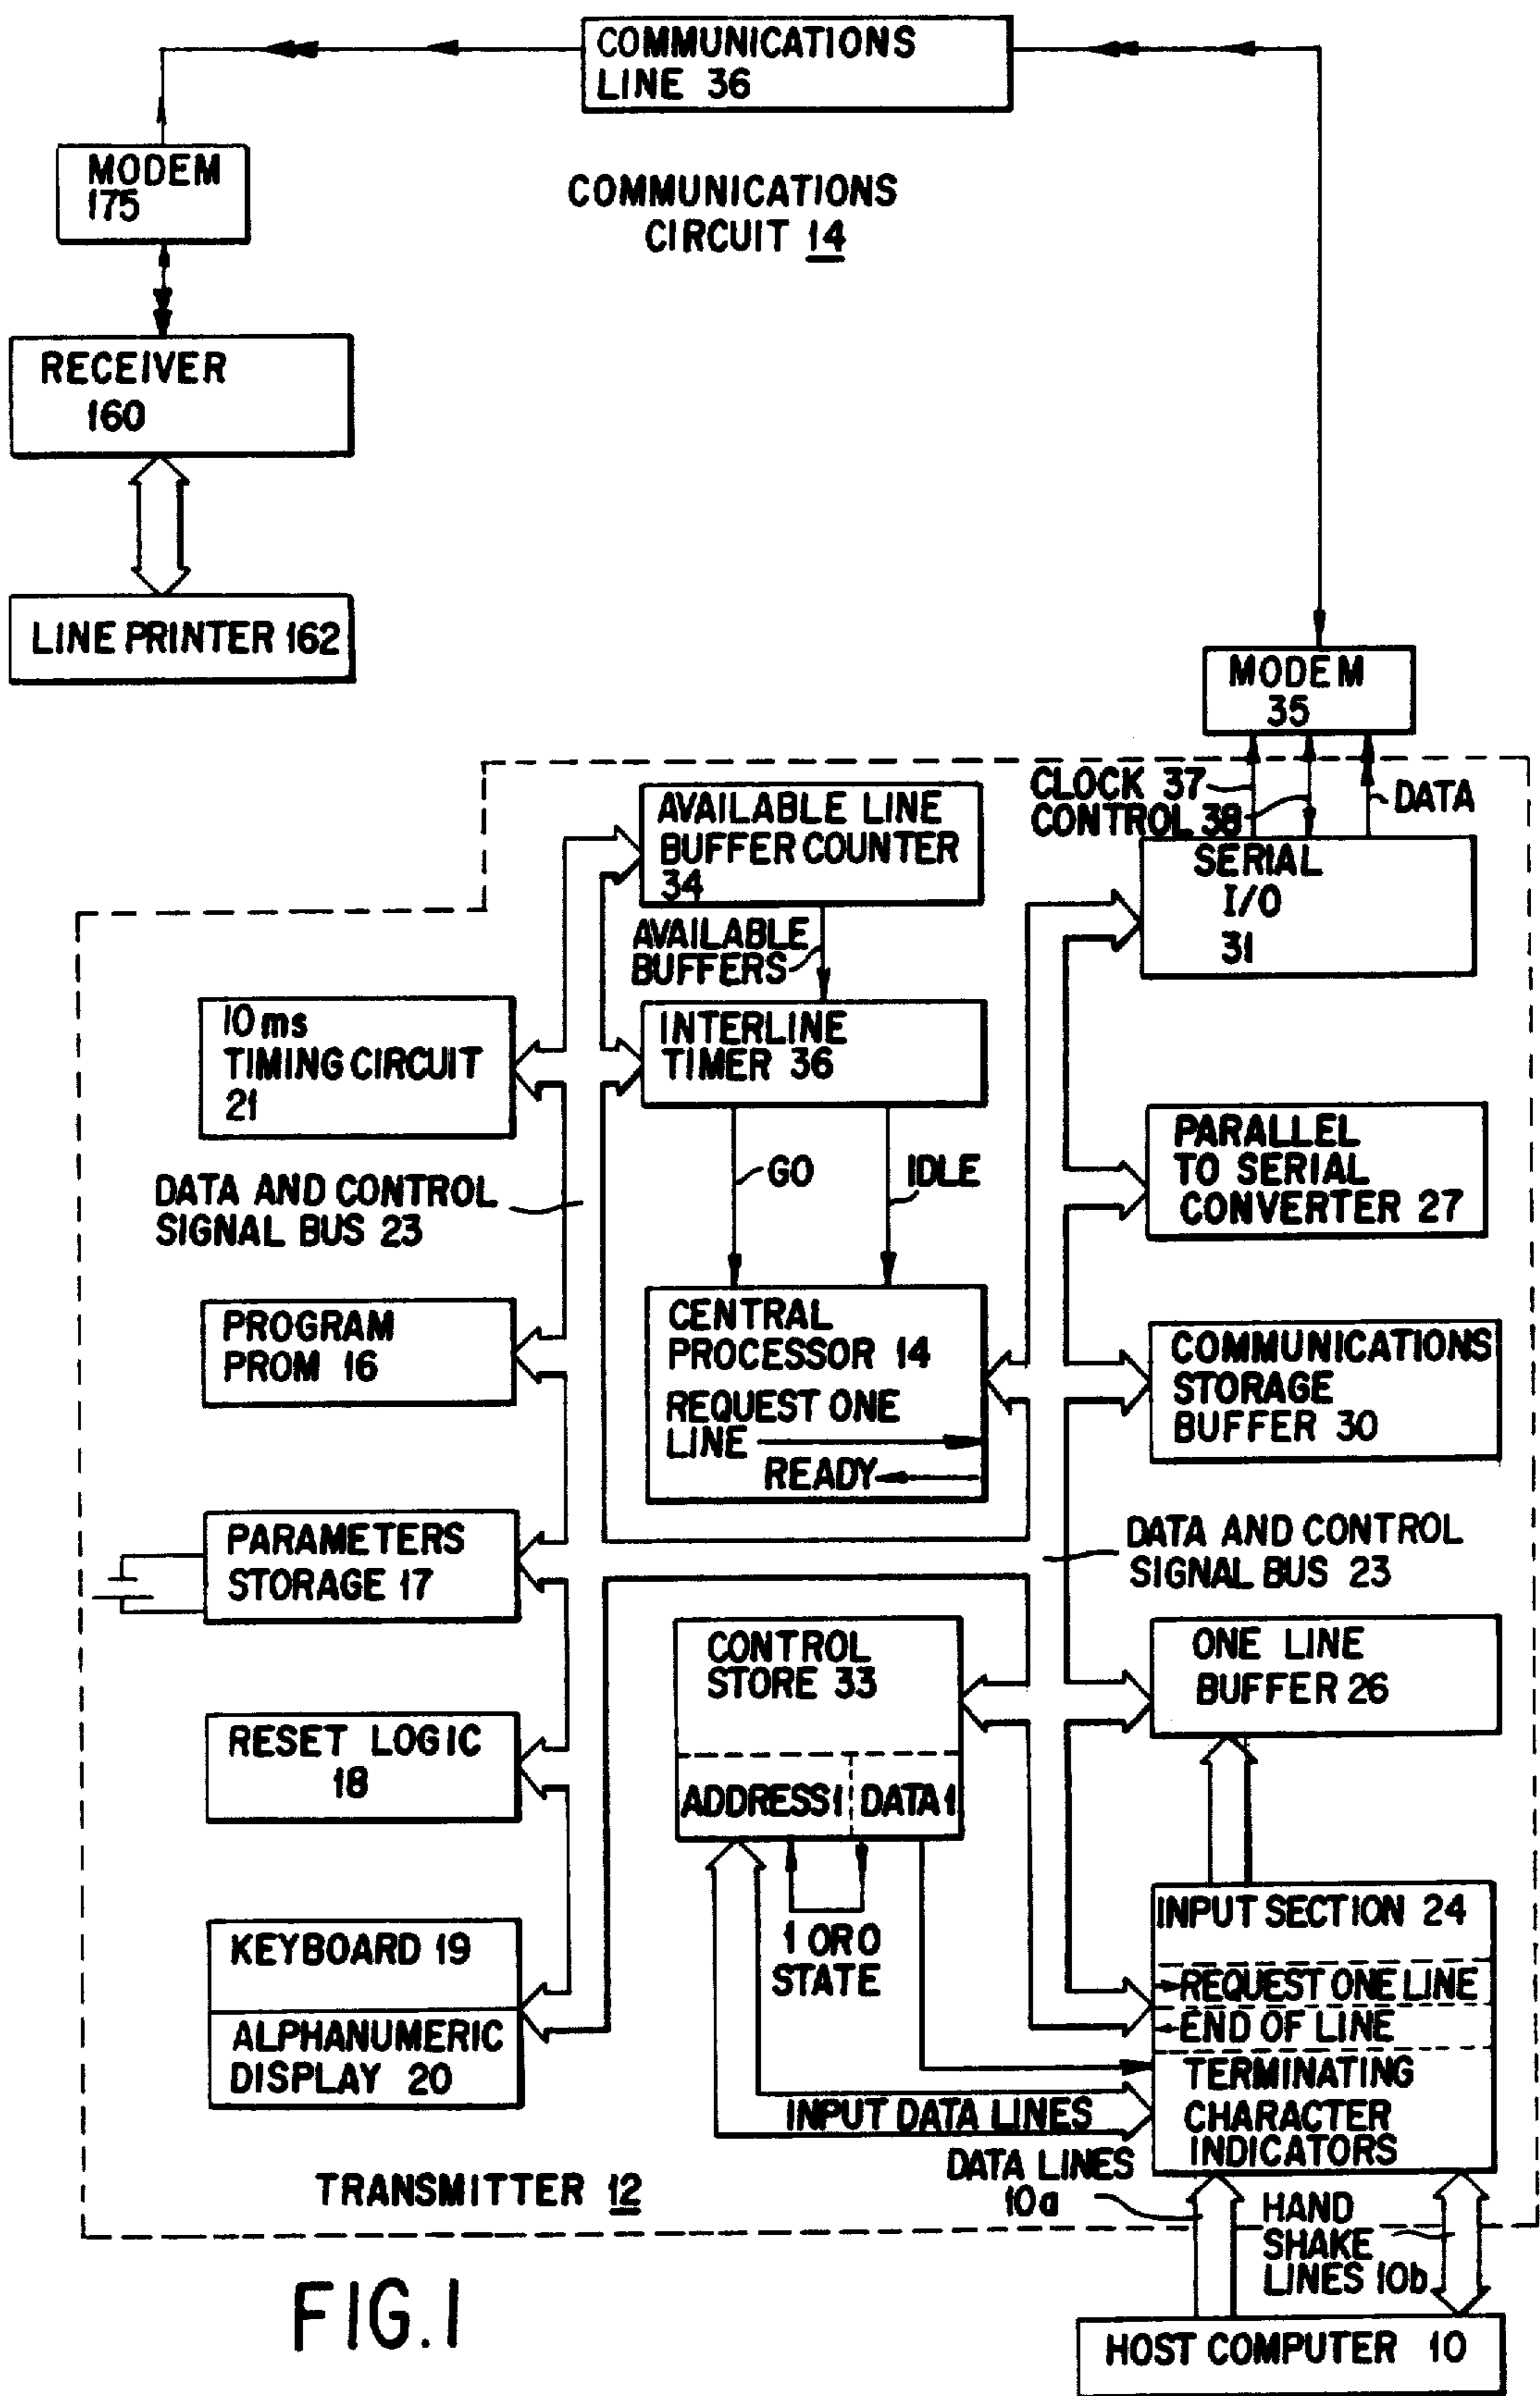 COMMUNICATIONS
LINE 36
MODEM
175
COMMUNICATIONS
CIRCUIT 14
RECEIVER
160
LINE PRINTER 162
MODEM
35
CLOCK 37
CONTROL 38
DATA
AVAILABLE LINE
BUFFER COUNTER
34
SERIAL
I/O
31
AVAILABLE
BUFFERS
10 ms
TIMING CIRCUIT
21
INTERLINE
TIMER 36
PARALLEL
TO SERIAL
CONVERTER 27
GO
IDLE
DATA AND CONTROL
SIGNAL BUS 23
PROGRAM
PROM 16
CENTRAL
PROCESSOR 14
REQUEST ONE
LINE
READY
COMMUNICATIONS
STORAGE
BUFFER 30
PARAMETERS
STORAGE 17
DATA AND CONTROL
SIGNAL BUS 23
CONTROL
STORE 33
ADDRESS1 DATA1
ONE LINE
BUFFER 26
RESET LOGIC
18
1 OR 0
STATE
INPUT SECTION 24
REQUEST ONE LINE
END OF LINE
TERMINATING
CHARACTER
INDICATORS
KEYBOARD 19
ALPHANUMERIC
DISPLAY 20
INPUT DATA LINES
DATA LINES
10a
TRANSMITTER 12
HAND
SHAKE
LINES 10b
FIG. 1
HOST COMPUTER 10